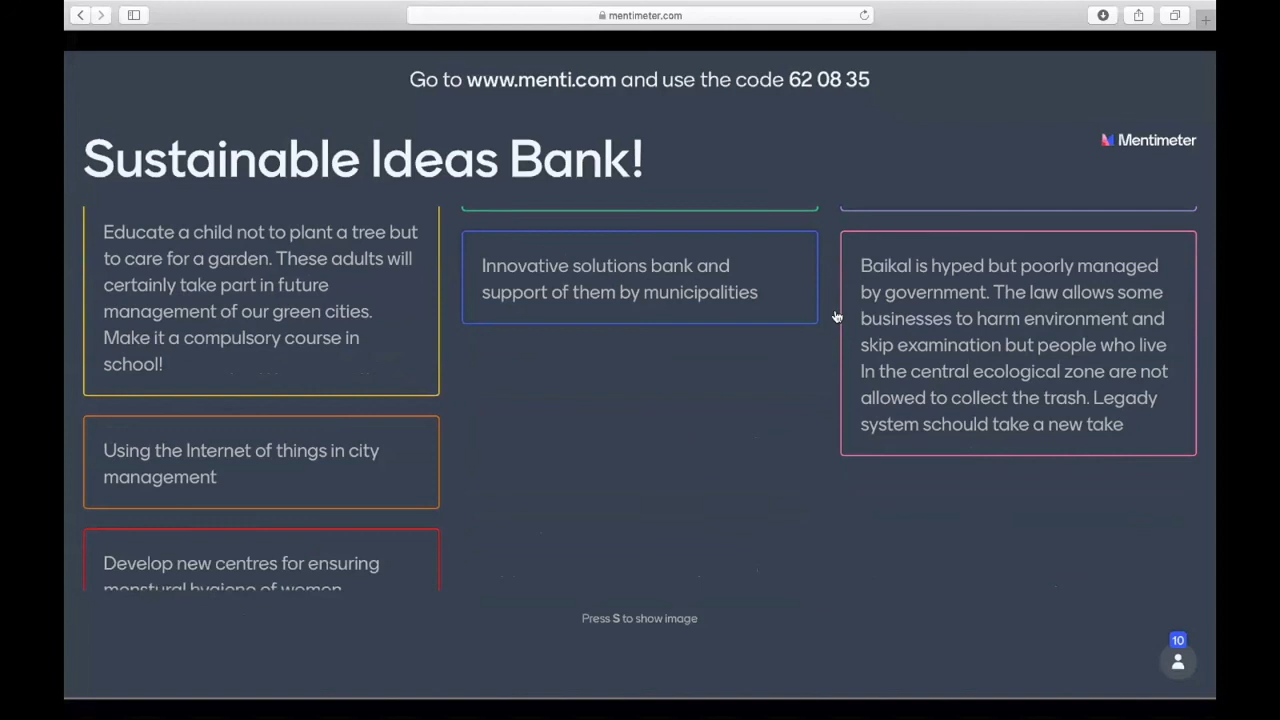 mentimeter.com
Go to www.menti.com and use the code 62 08 35
Mentimeter
Sustainable Ideas Bank!
Educate a child not to plant a tree but
to care for a garden. These adults will
certainly take part in future
management of our green cities.
Make it a compulsory course in
school!
Using the Internet of things in city
management
Develop new centres for ensuring
menstural hygiene of women
Innovative solutions bank and
support of them by municipalities
Baikal is hyped but poorly managed
by government. The law allows some
businesses to harm environment and
skip examination but people who live
In the central ecological zone are not
allowed to collect the trash. Legady
system schould take a new take
Press S to show image
10